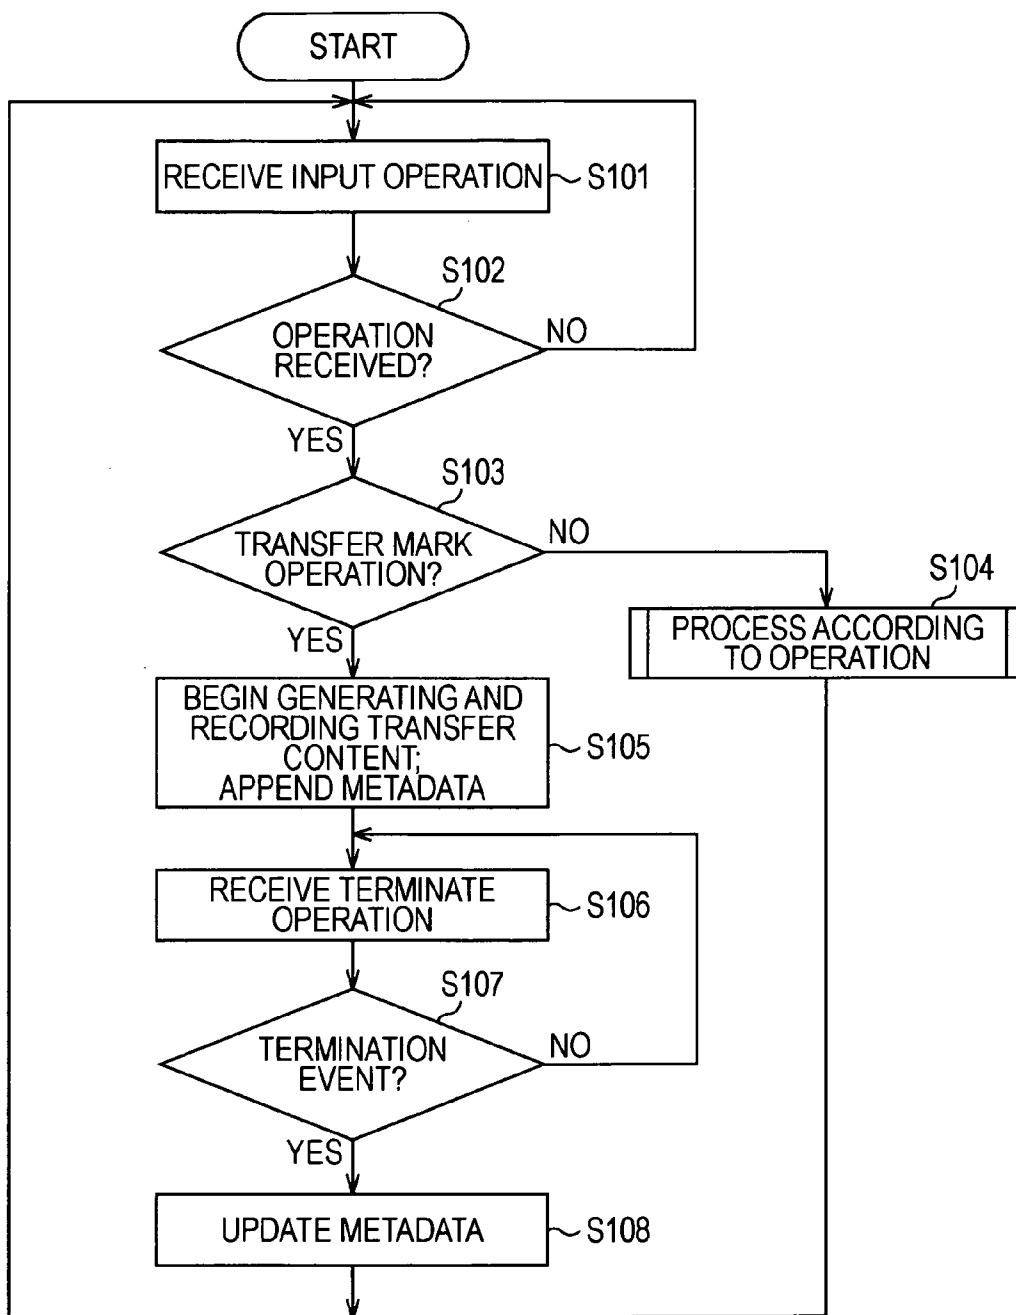 START
RECEIVE INPUT OPERATION
S101
S102
OPERATION
RECEIVED?
NO
YES
S103
TRANSFER MARK
OPERATION?
NO
YES
S104
PROCESS ACCORDING
TO OPERATION
BEGIN GENERATING AND
RECORDING TRANSFER
CONTENT;
APPEND METADATA
S105
RECEIVE TERMINATE
OPERATION
S106
S107
TERMINATION
EVENT?
NO
YES
UPDATE METADATA
S108